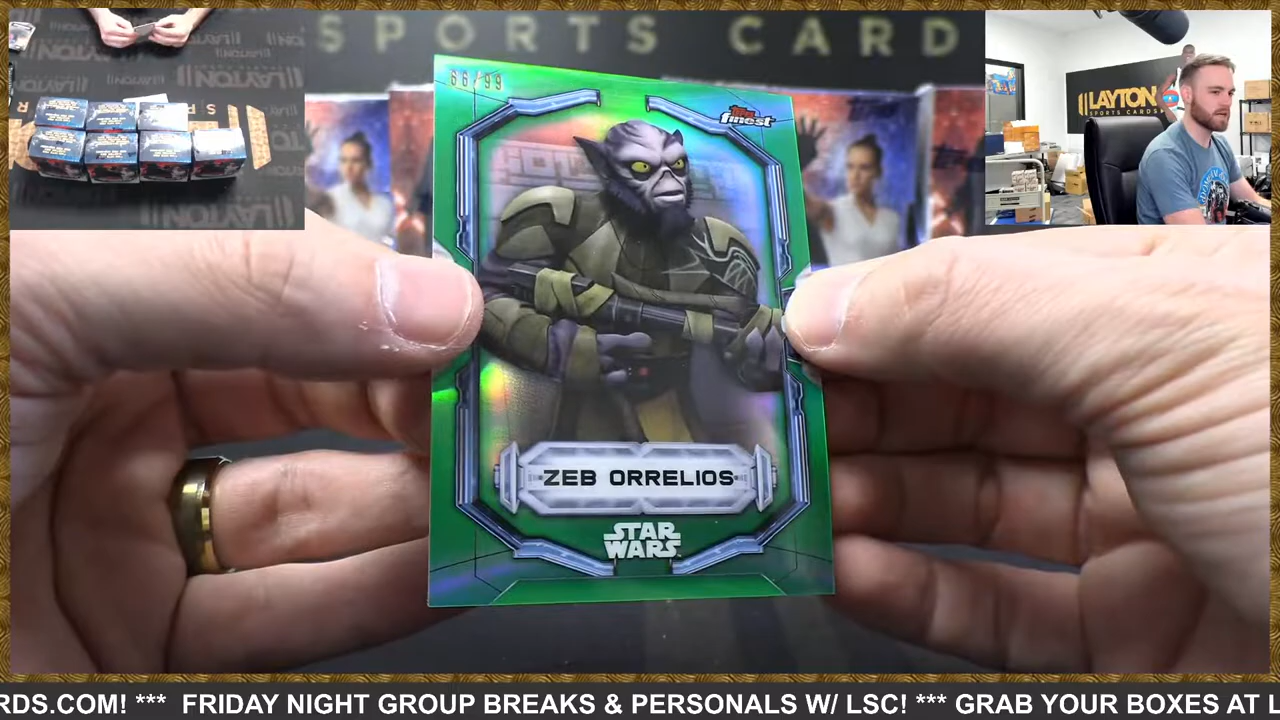 SPORTS CARD
LAYTON
SPORTS CARDS
66/99
finest
ZEB ORRELIOS
STAR
WARS
RDS.COM! *** FRIDAY NIGHT GROUP BREAKS & PERSONALS W/ LSC! *** GRAB YOUR BOXES AT L